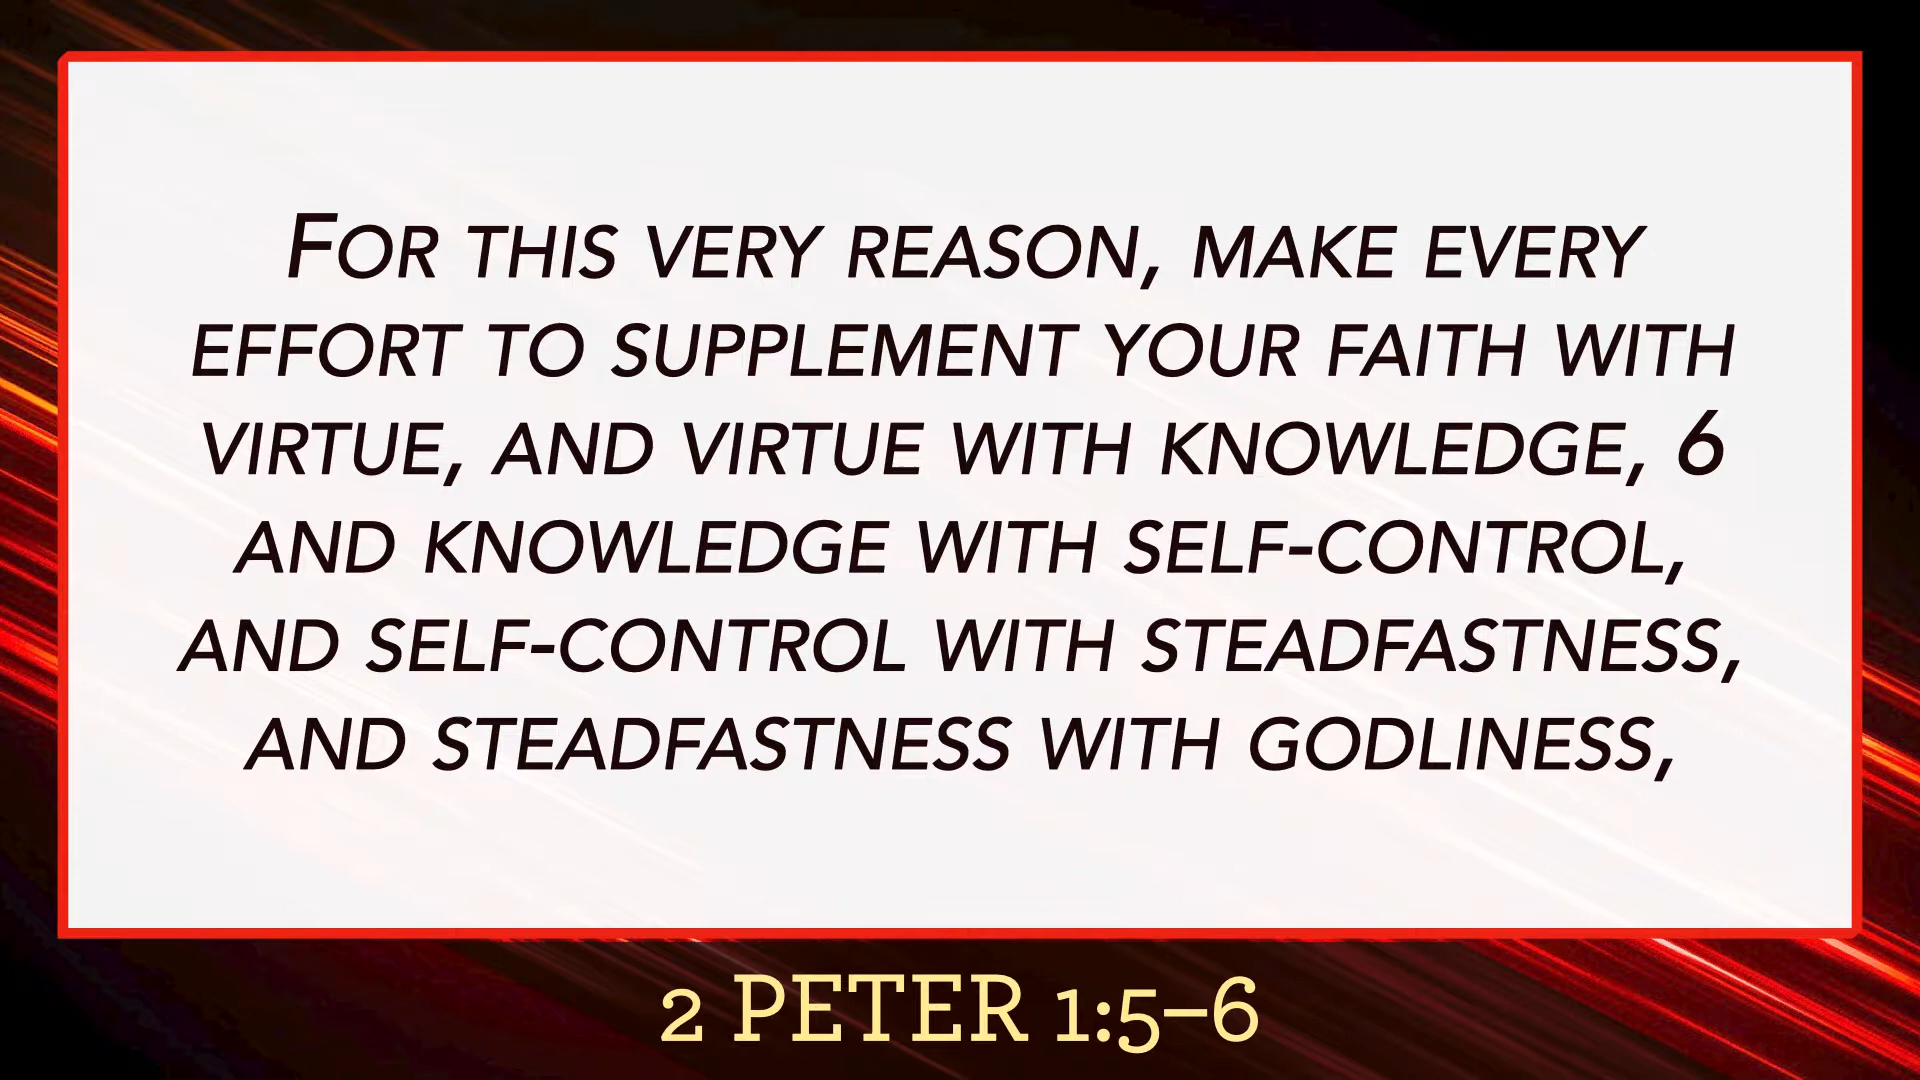 For this very reason, make every
effort to supplement your faith with
virtue, and virtue with knowledge, 6
and knowledge with self-control,
and self-control with steadfastness,
and steadfastness with godliness,
2 PETER 1:5–6